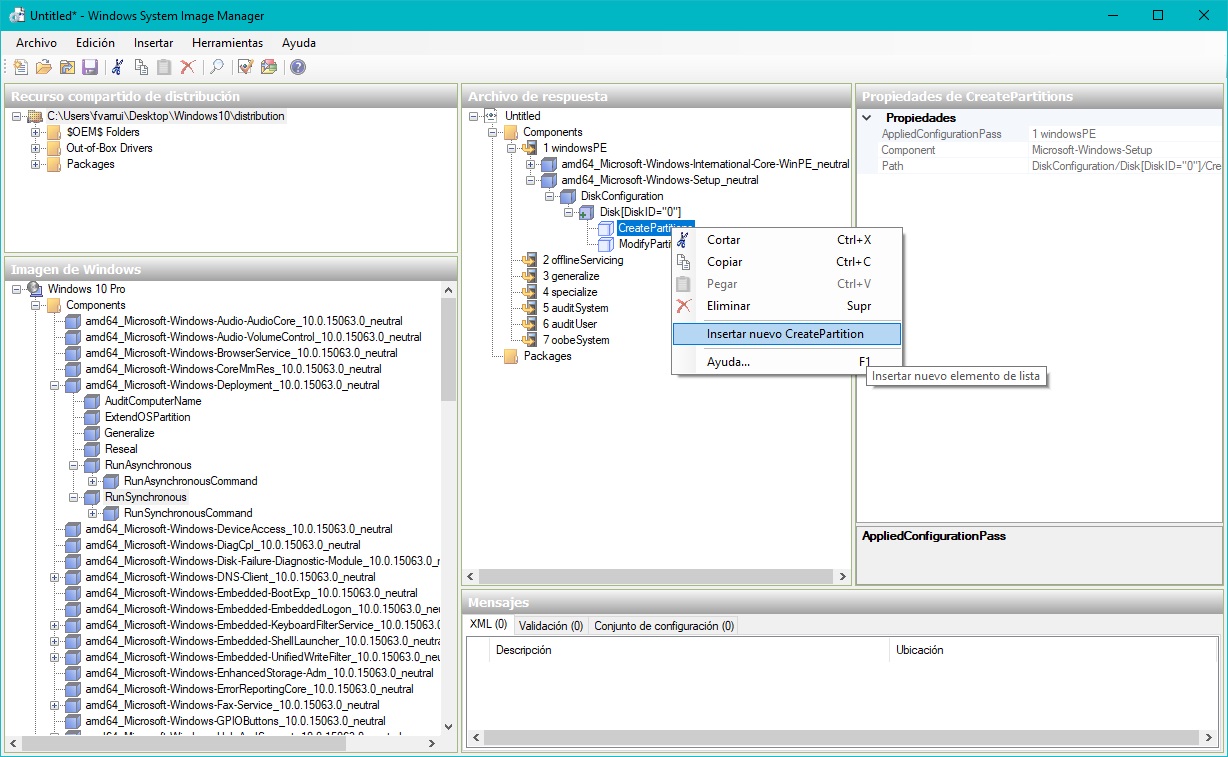 Untitled* - Windows System Image Manager
Archivo Edición Insertar Herramientas Ayuda
Recurso compartido de distribución
C:\Users\fvarrui\Desktop\Windows10\distribution
$OEM$ Folders
Out-of-Box Drivers
Packages
Imagen de Windows
Windows 10 Pro
Components
amd64_Microsoft-Windows-Audio-AudioCore_10.0.15063.0_neutral
amd64_Microsoft-Windows-Audio-VolumeControl_10.0.15063.0_neutral
amd64_Microsoft-Windows-BrowserService_10.0.15063.0_neutral
amd64_Microsoft-Windows-CoreMmRes_10.0.15063.0_neutral
amd64_Microsoft-Windows-Deployment_10.0.15063.0_neutral
AuditComputerName
ExtendOSPartition
Generalize
Reseal
RunAsynchronous
RunAsynchronousCommand
RunSynchronous
RunSynchronousCommand
amd64_Microsoft-Windows-DeviceAccess_10.0.15063.0_neutral
amd64_Microsoft-Windows-DiagCpl_10.0.15063.0_neutral
amd64_Microsoft-Windows-Disk-Failure-Diagnostic-Module_10.0.15063.0_neutr
amd64_Microsoft-Windows-DNS-Client_10.0.15063.0_neutral
amd64_Microsoft-Windows-Embedded-BootExp_10.0.15063.0_neutral
amd64_Microsoft-Windows-Embedded-EmbeddedLogon_10.0.15063.0_neu
amd64_Microsoft-Windows-Embedded-KeyboardFilterService_10.0.15063.0_
amd64_Microsoft-Windows-Embedded-ShellLauncher_10.0.15063.0_neutra
amd64_Microsoft-Windows-Embedded-UnifiedWriteFilter_10.0.15063.0_neu
amd64_Microsoft-Windows-EnhancedStorage-Adm_10.0.15063.0_neutral
amd64_Microsoft-Windows-ErrorReportingCore_10.0.15063.0_neutral
amd64_Microsoft-Windows-Fax-Service_10.0.15063.0_neutral
amd64_Microsoft-Windows-GPIOButtons_10.0.15063.0_neutral
Archivo de respuesta
Untitled
Components
1 windowsPE
amd64_Microsoft-Windows-International-Core-WinPE_neutral
amd64_Microsoft-Windows-Setup_neutral
DiskConfiguration
Disk[DiskID="0"]
CreatePartitions
ModifyParti
2 offlineServicing
3 generalize
4 specialize
5 auditSystem
6 auditUser
7 oobeSystem
Packages
Cortar Ctrl+X
Copiar Ctrl+C
Pegar Ctrl+V
Eliminar Supr
Insertar nuevo CreatePartition
Ayuda... F1
Insertar nuevo elemento de lista
Propiedades de CreatePartitions
Propiedades
AppliedConfigurationPass 1 windowsPE
Component Microsoft-Windows-Setup
Path DiskConfiguration/Disk[DiskID="0"]/Cre
AppliedConfigurationPass
Mensajes
XML (0) Validación (0) Conjunto de configuración (0)
Descripción Ubicación